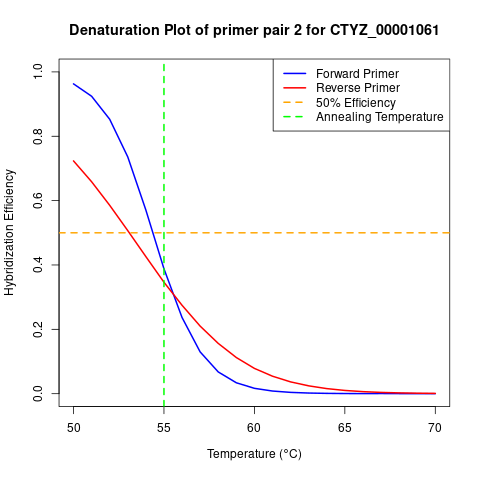 Denaturation Plot of primer pair 2 for CTYZ_00001061
Forward Primer
Reverse Primer
50% Efficiency
Annealing Temperature
Hybridization Efficiency
1.0
0.8
0.6
0.4
0.2
0.0
50 55 60 65 70
Temperature (°C)